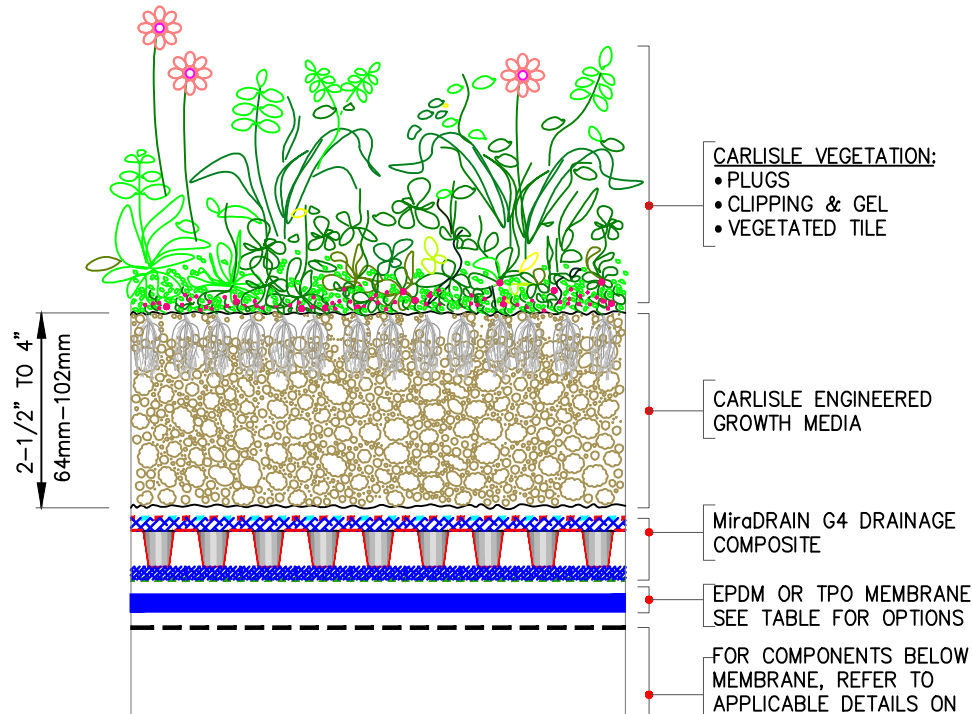 CARLISLE VEGETATION:
• PLUGS
• CLIPPING & GEL
• VEGETATED TILE
2-1/2" TO 4"
64mm-102mm
CARLISLE ENGINEERED
GROWTH MEDIA
MiraDRAIN G4 DRAINAGE
COMPOSITE
EPDM OR TPO MEMBRANE
SEE TABLE FOR OPTIONS
FOR COMPONENTS BELOW
MEMBRANE, REFER TO
APPLICABLE DETAILS ON